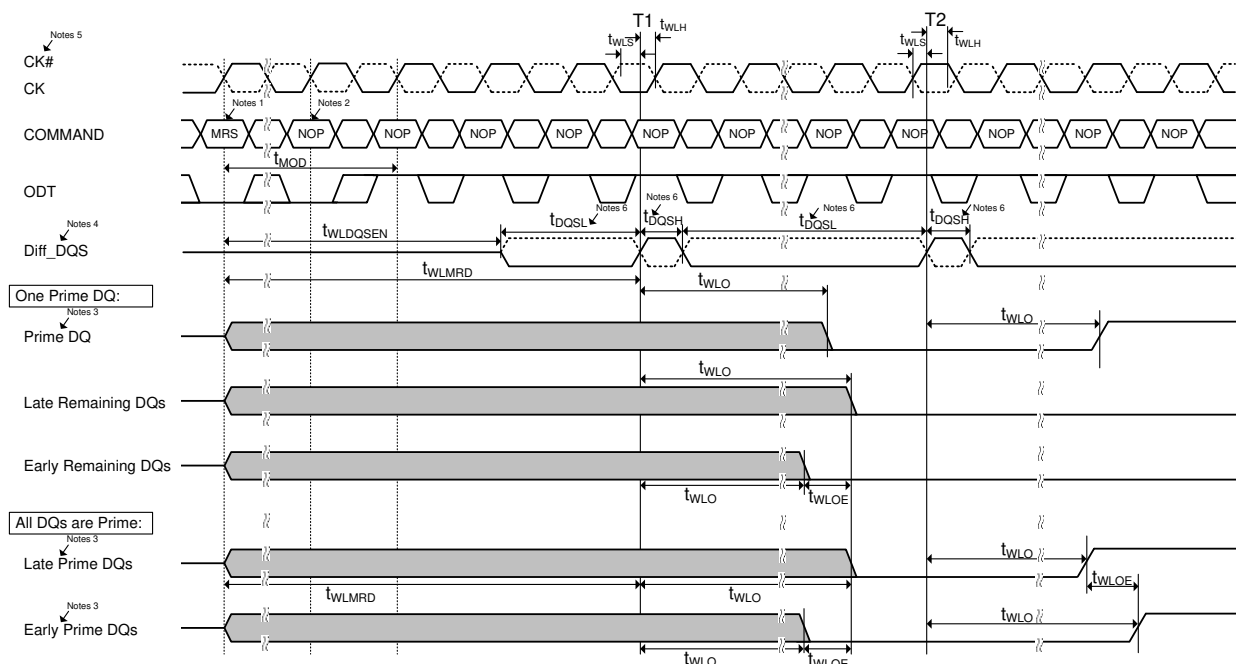 T1 T2
Notes 5
tWLS tWLH tWLS tWLH
CK#
CK
Notes 1 Notes 2
COMMAND MRS NOP NOP NOP NOP NOP NOP NOP NOP NOP NOP NOP
tMOD
ODT
Notes 4 Notes 6 Notes 6 Notes 6 Notes 6
tWLDQSEN tDQSL tDQSH tDQSL tDQSH
Diff_DQS
tWLMRD
tWLO
One Prime DQ:
Notes 3
Prime DQ
tWLO
tWLO
Late Remaining DQs
Early Remaining DQs
tWLO tWLOE
All DQs are Prime:
Notes 3
Late Prime DQs
tWLO
tWLMRD tWLO tWLOE
Notes 3
Early Prime DQs
tWLO
tWLO tWLOE